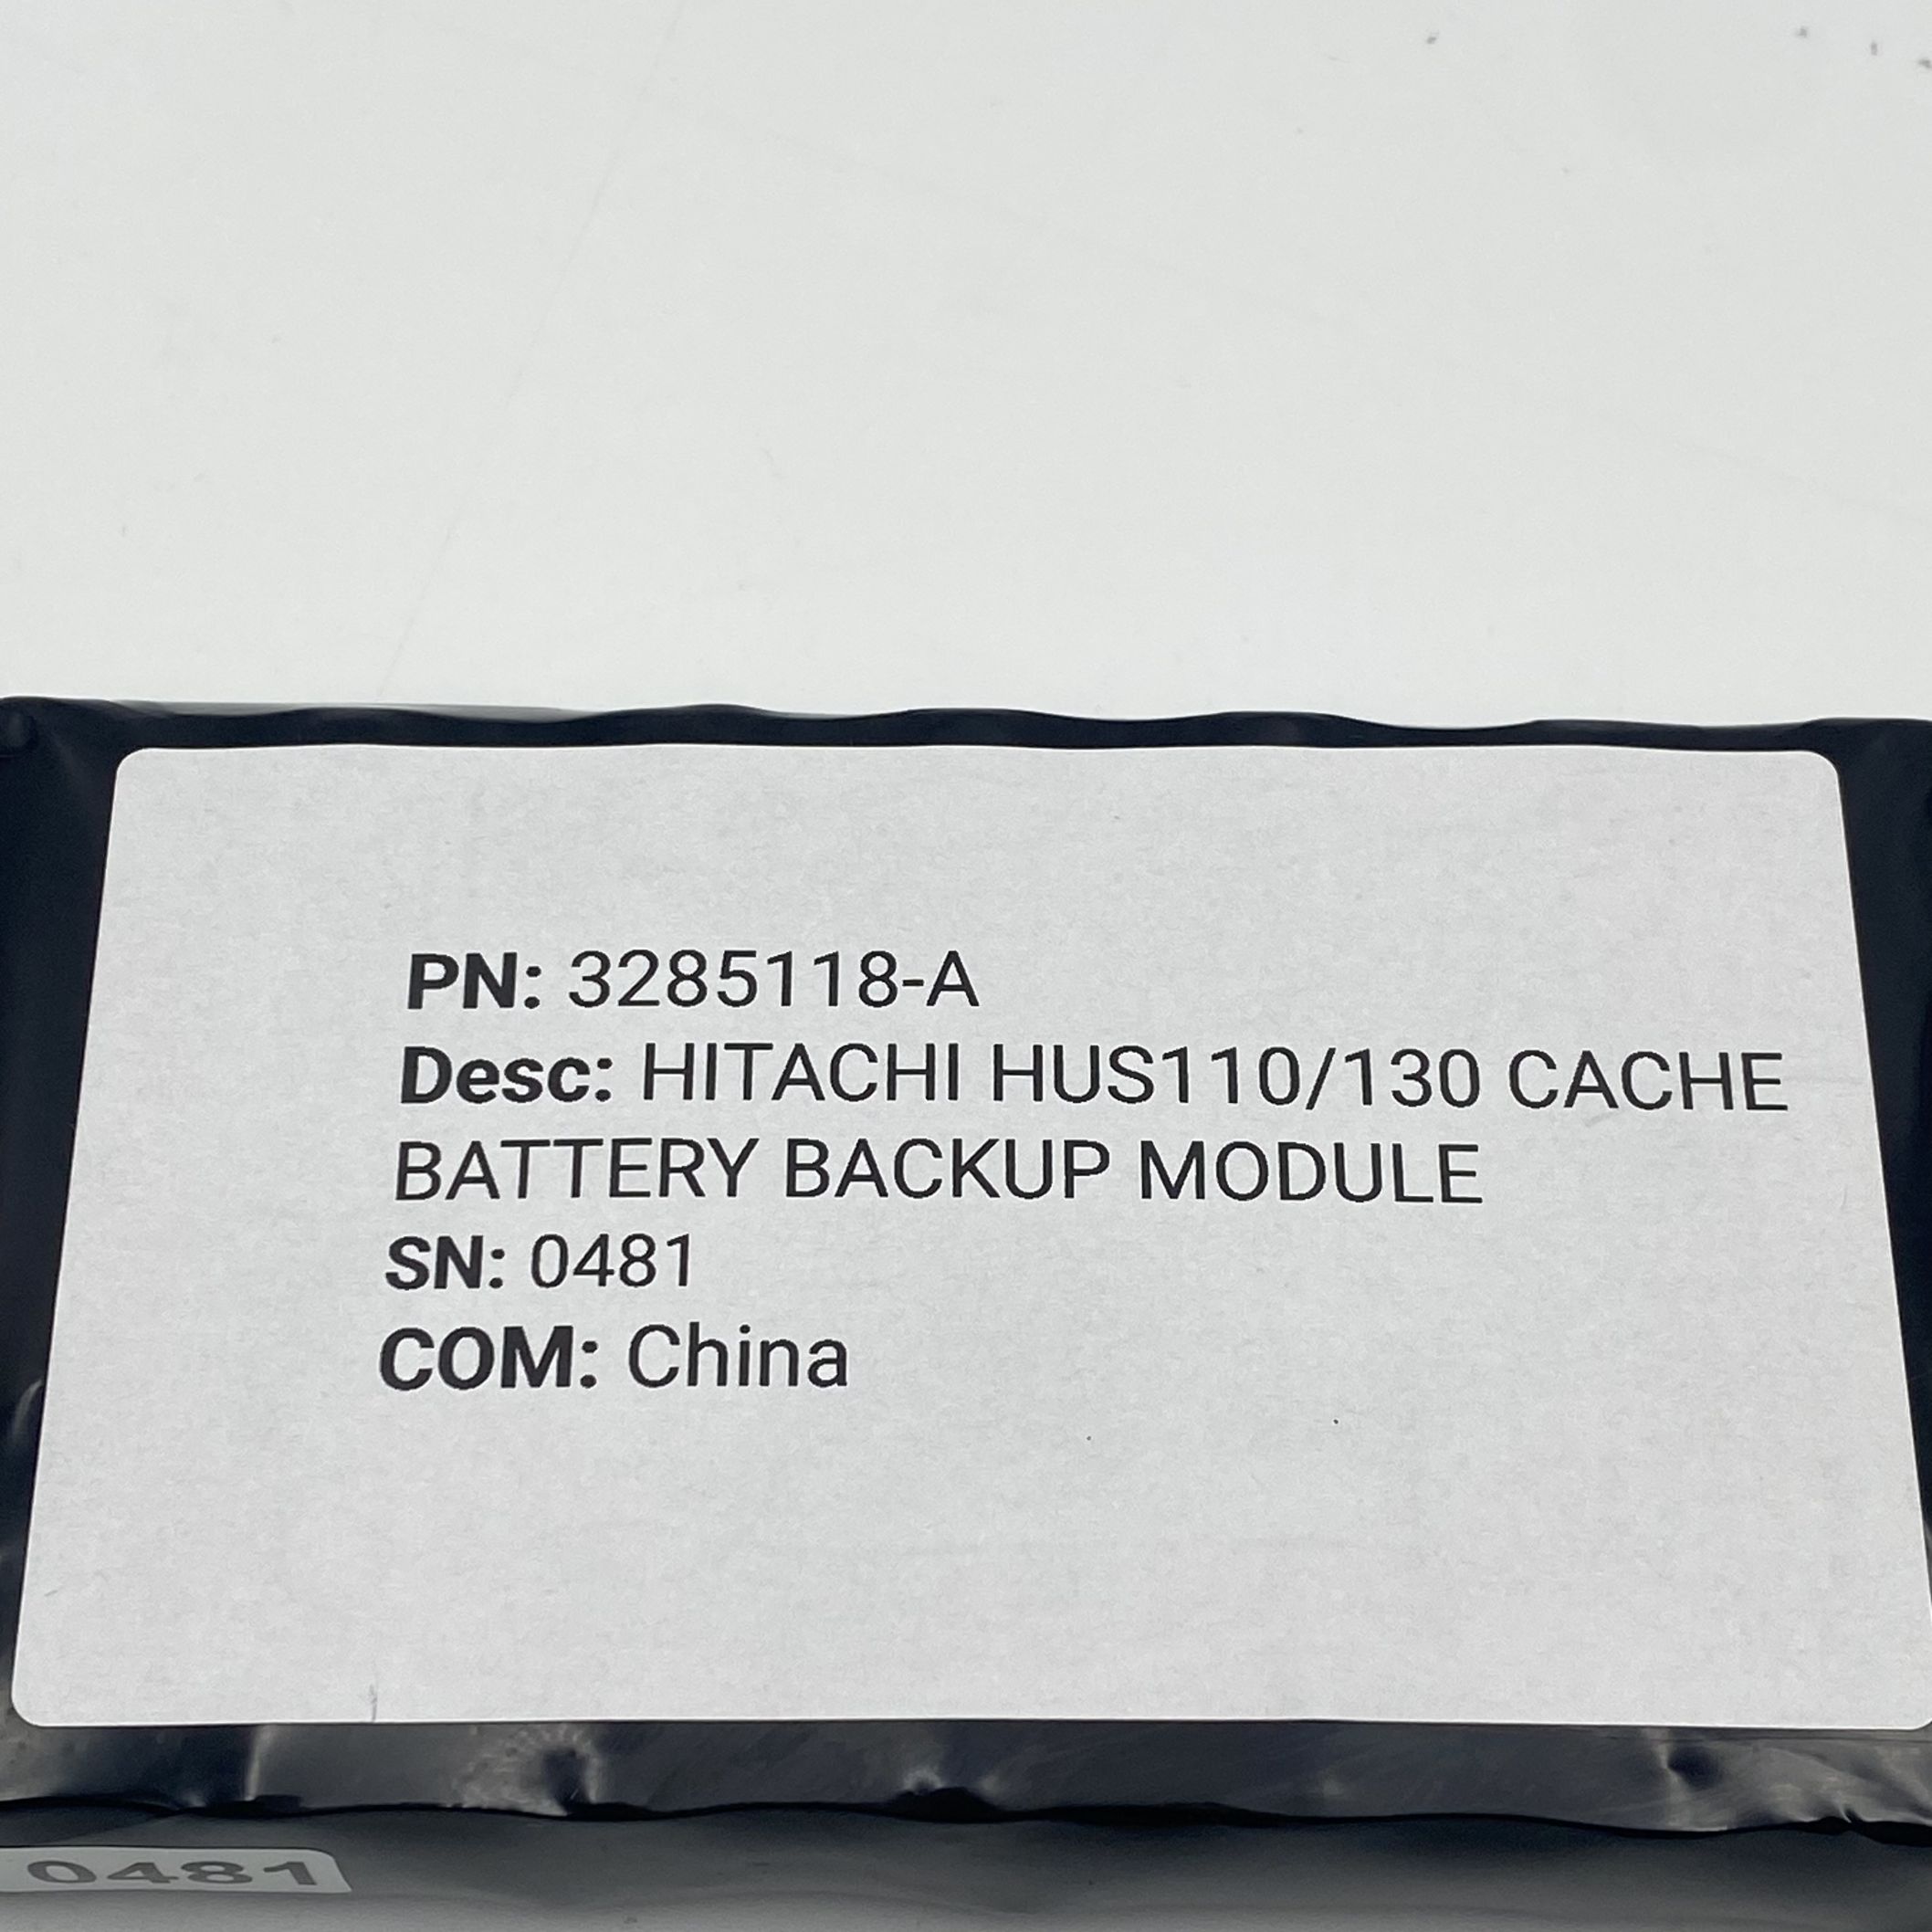 PN: 3285118-A
Desc: HITACHI HUS110/130 CACHE
BATTERY BACKUP MODULE
SN: 0481
COM: China
0481